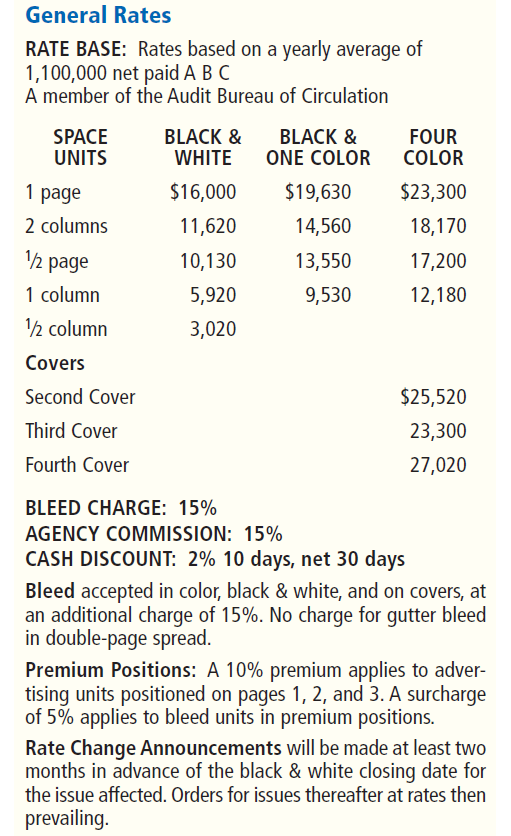 General Rates
RATE BASE: Rates based on a yearly average of
1,100,000 net paid A B C
A member of the Audit Bureau of Circulation
SPACE BLACK & BLACK & FOUR
UNITS WHITE ONE COLOR COLOR
1 page $16,000 $19,630 $23,300
2 columns 11,620 14,560 18,170
½ page 10,130 13,550 17,200
1 column 5,920 9,530 12,180
½ column 3,020
Covers
Second Cover $25,520
Third Cover 23,300
Fourth Cover 27,020
BLEED CHARGE: 15%
AGENCY COMMISSION: 15%
CASH DISCOUNT: 2% 10 days, net 30 days
Bleed accepted in color, black & white, and on covers, at
an additional charge of 15%. No charge for gutter bleed
in double-page spread.
Premium Positions: A 10% premium applies to adver-
tising units positioned on pages 1, 2, and 3. A surcharge
of 5% applies to bleed units in premium positions.
Rate Change Announcements will be made at least two
months in advance of the black & white closing date for
the issue affected. Orders for issues thereafter at rates then
prevailing.